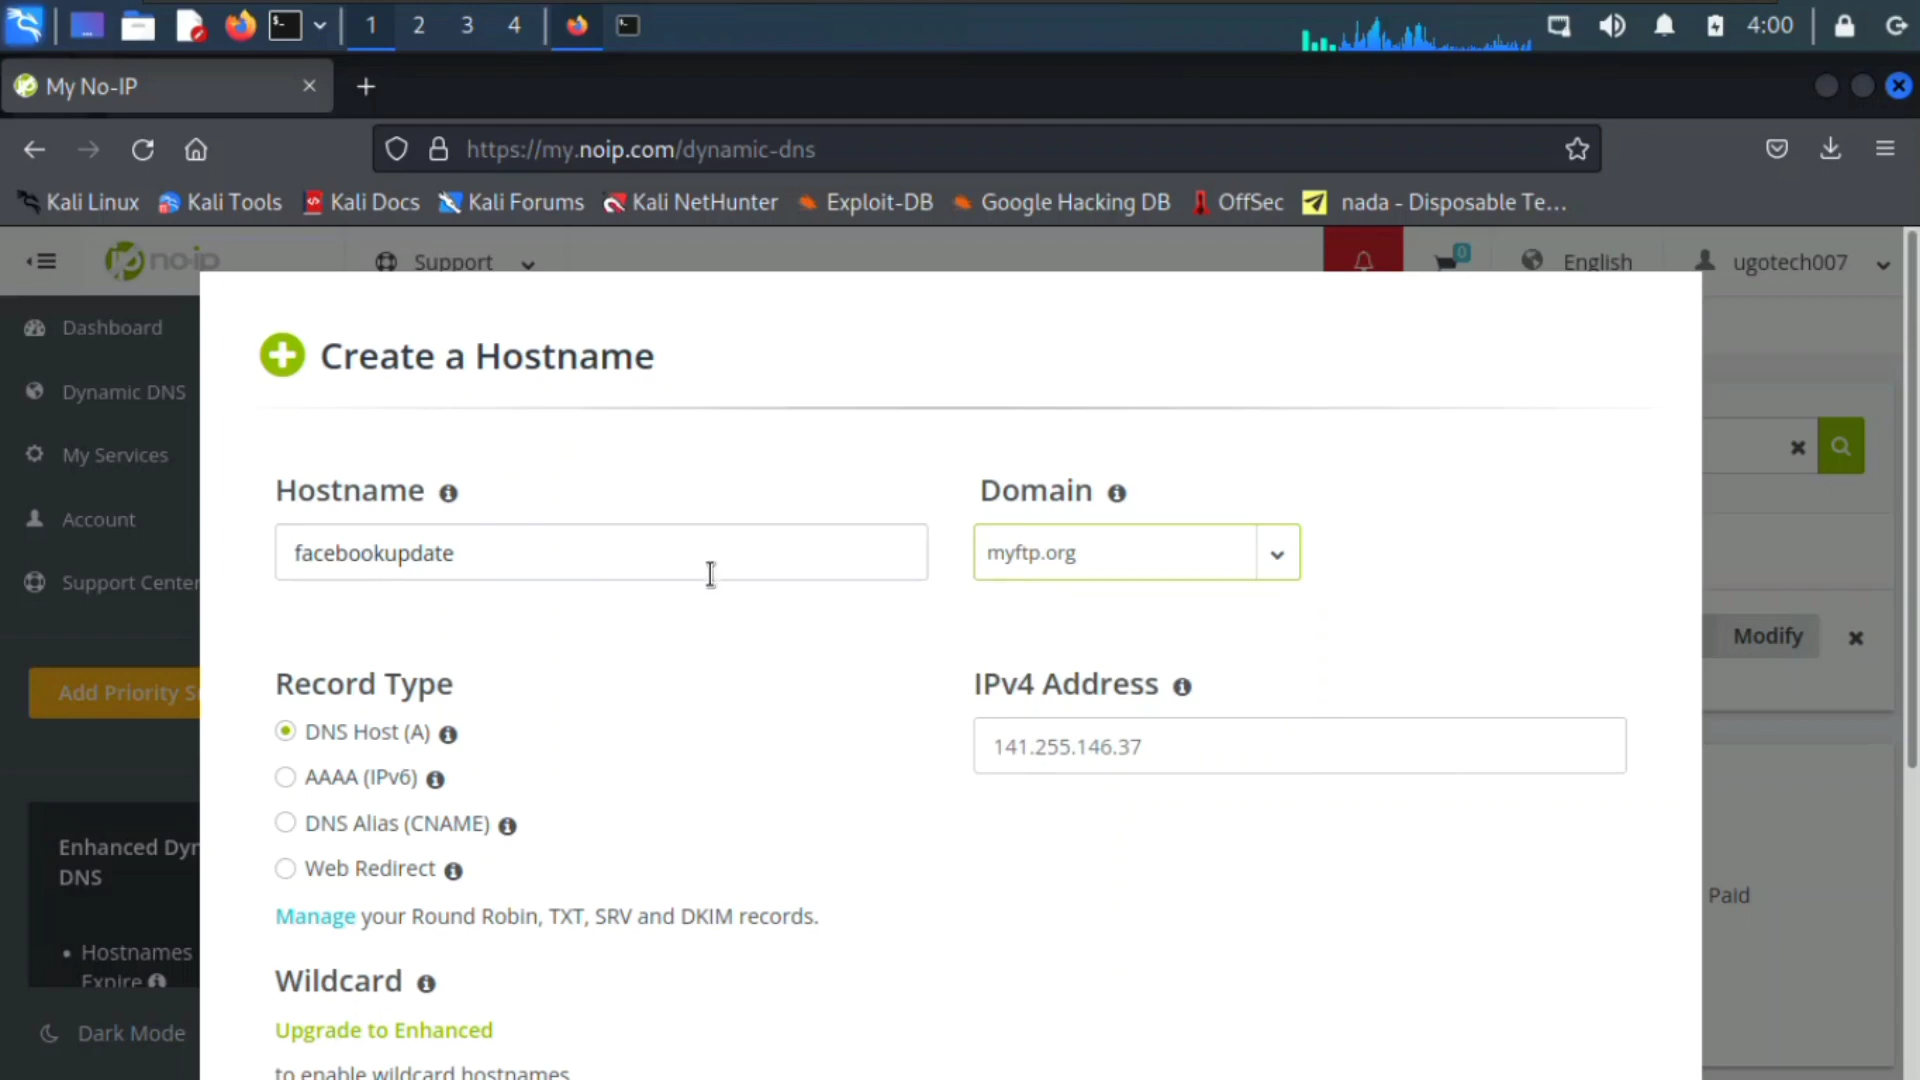 1 2 3 4 4:00
My No-IP
https://my.noip.com/dynamic-dns
Kali Linux Kali Tools Kali Docs Kali Forums Kali NetHunter Exploit-DB Google Hacking DB OffSec nada - Disposable Te...
no-ip Support 0 English ugotech007
Dashboard
Dynamic DNS
My Services
Account
Support Center
Add Priority S
Enhanced Dyn
DNS
• Hostnames
Expire
Dark Mode
Create a Hostname
Hostname Domain
facebookupdate myftp.org
Record Type IPv4 Address
DNS Host (A) 141.255.146.37
AAAA (IPv6)
DNS Alias (CNAME)
Web Redirect
Manage your Round Robin, TXT, SRV and DKIM records.
Wildcard
Upgrade to Enhanced
to enable wildcard hostnames
Modify
Paid